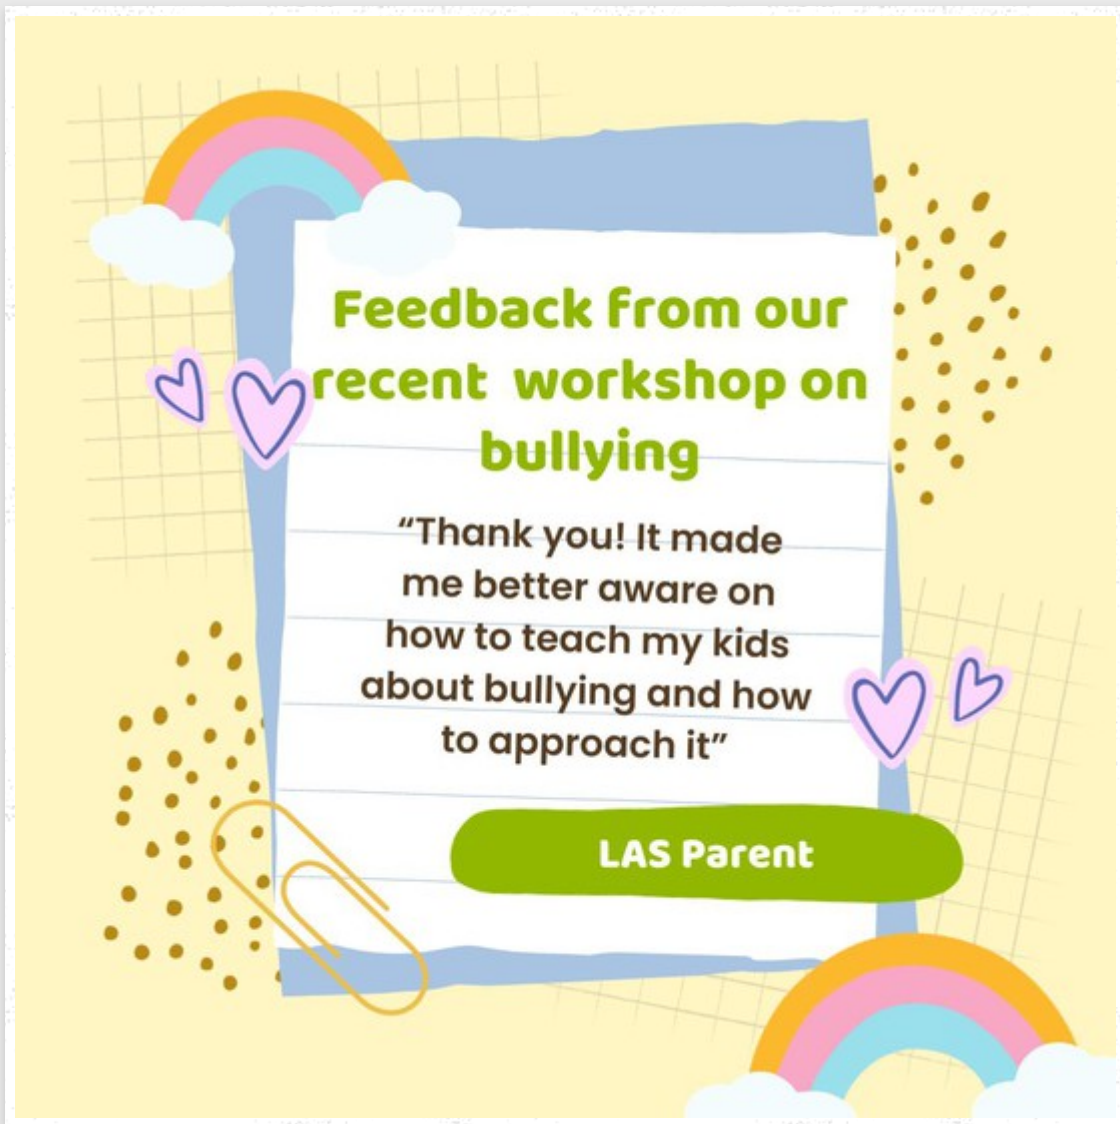 Feedback from our
recent workshop on
bullying
“Thank you! It made
me better aware on
how to teach my kids
about bullying and how
to approach it”
LAS Parent